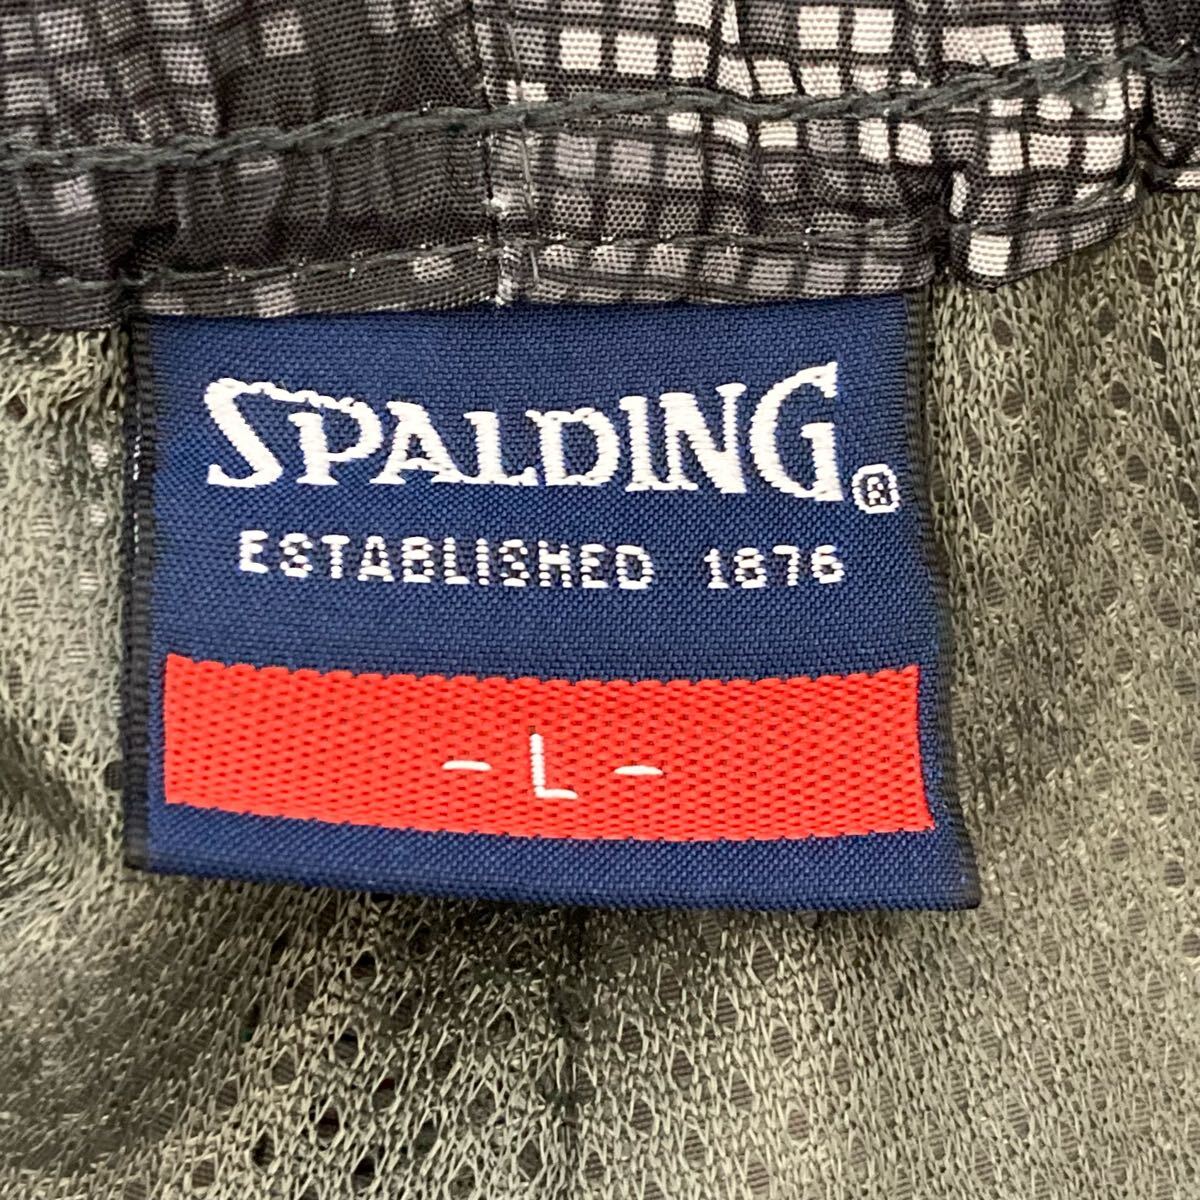 SPALDING®
ESTABLISHED 1876
- L -